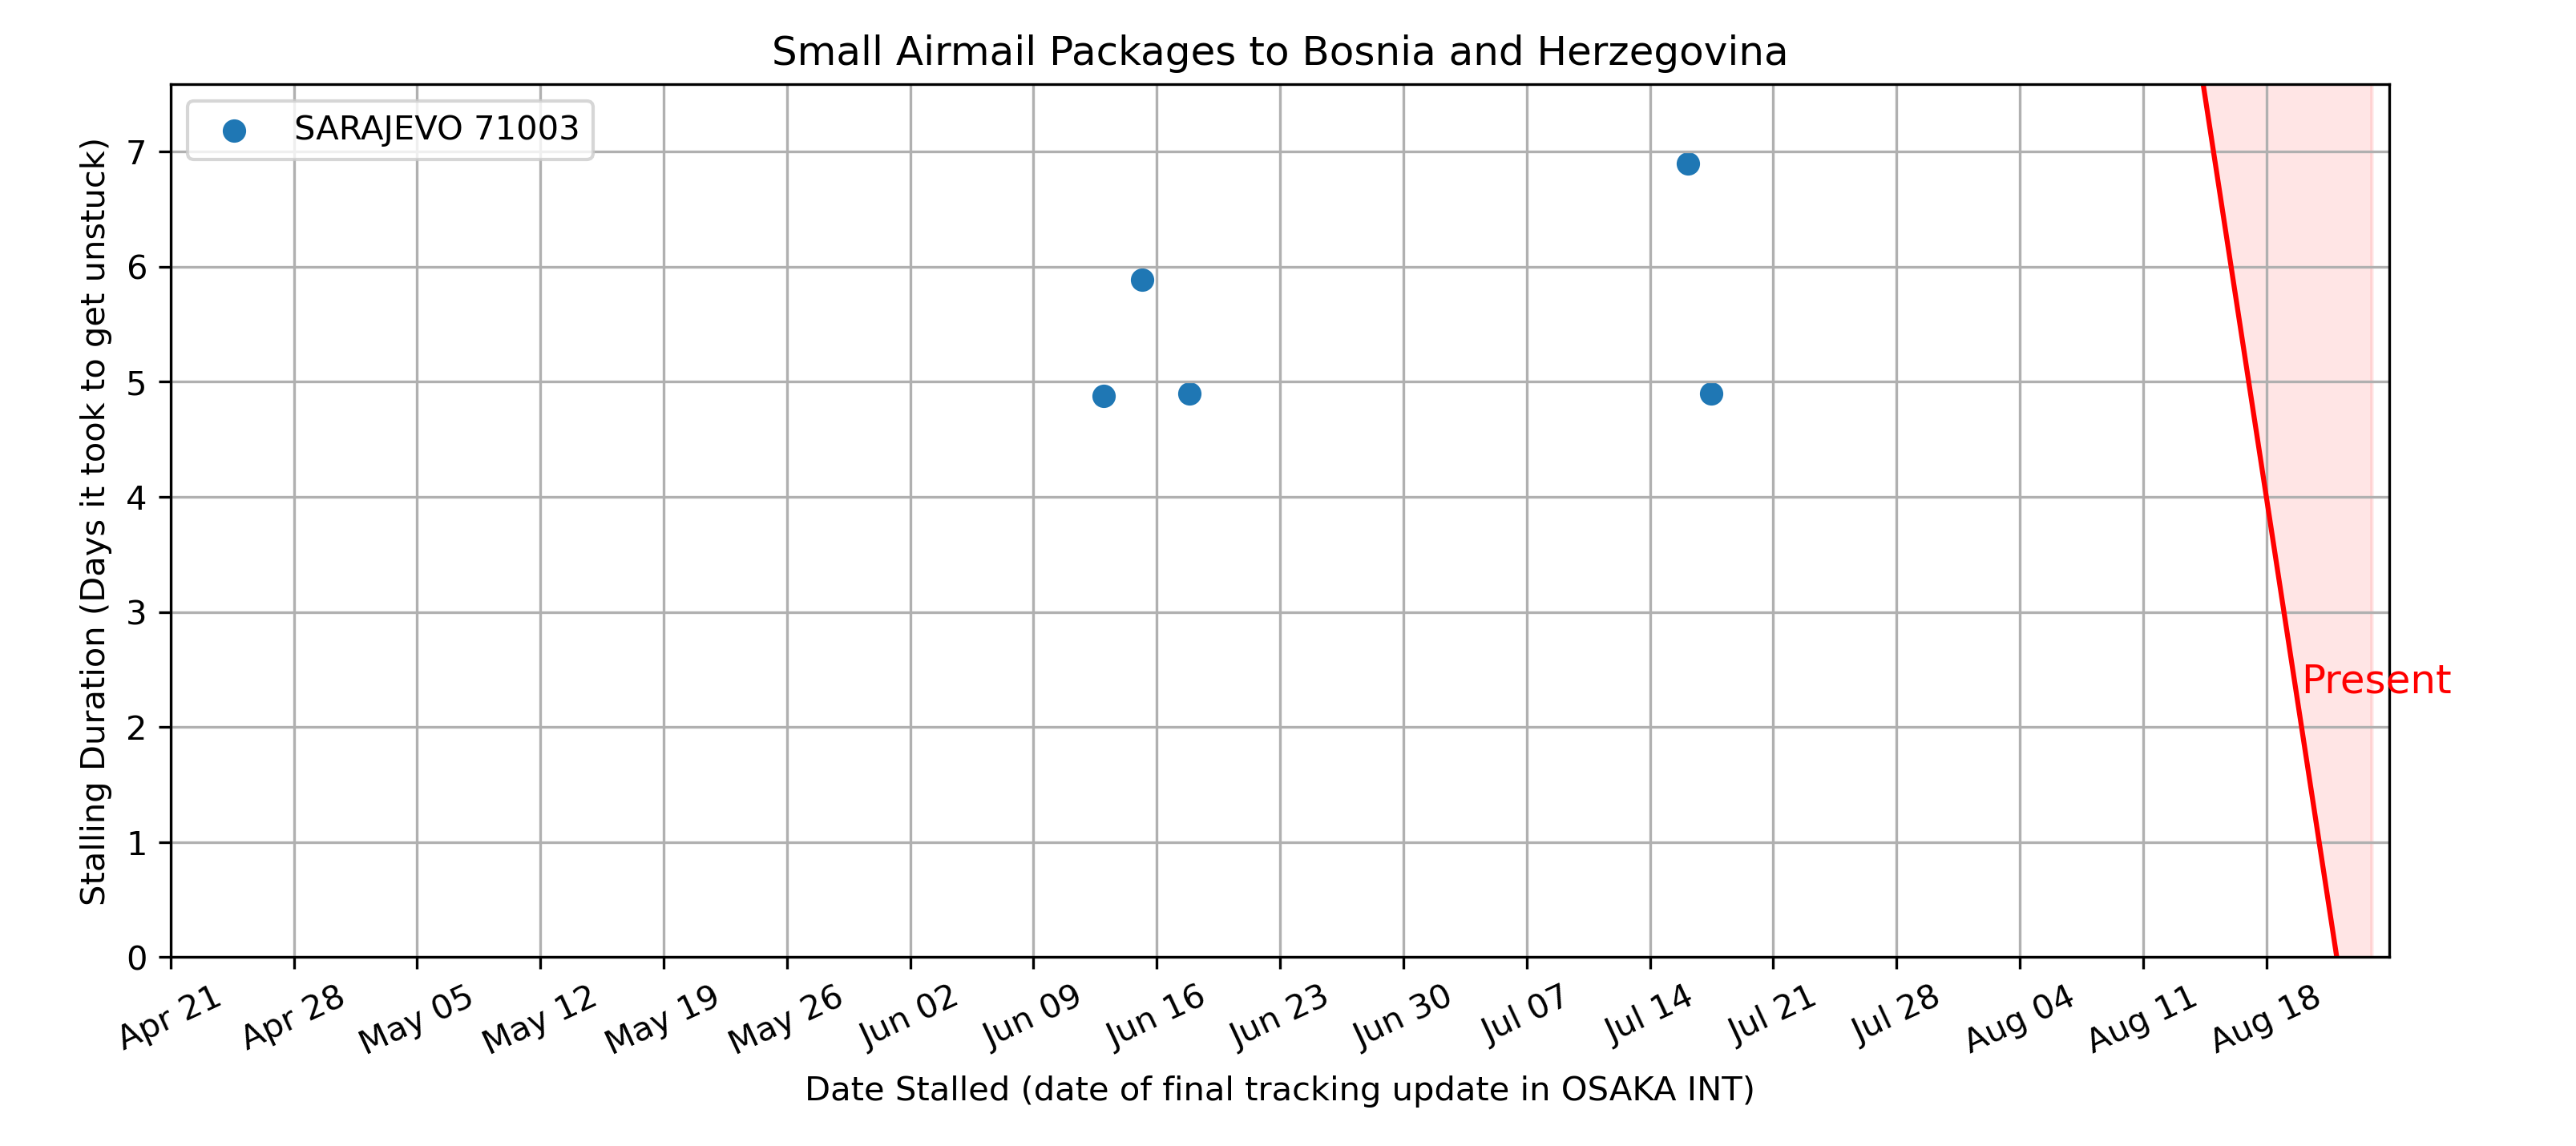 Small Airmail Packages to Bosnia and Herzegovina
SARAJEVO 71003
Stalling Duration (Days it took to get unstuck)
7
6
5
4
3
2
1
0
Present
Apr 21
Apr 28
May 05
May 12
May 19
May 26
Jun 02
Jun 09
Jun 16
Jun 23
Jun 30
Jul 07
Jul 14
Jul 21
Jul 28
Aug 04
Aug 11
Aug 18
Date Stalled (date of final tracking update in OSAKA INT)